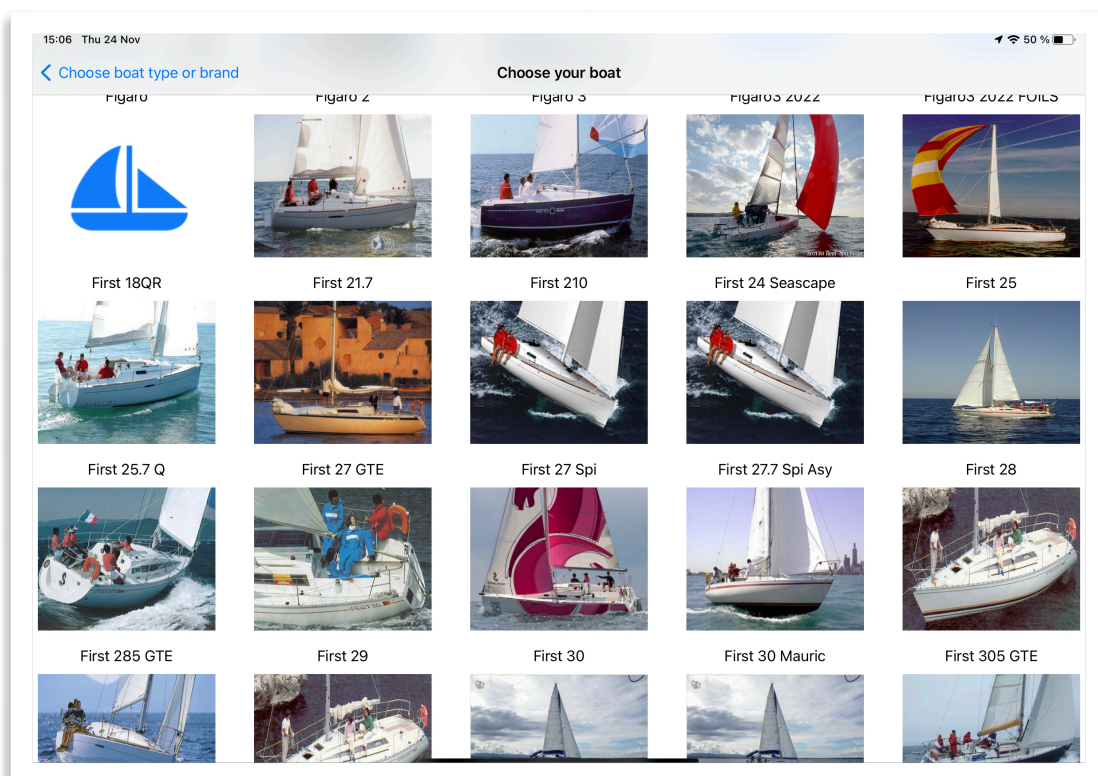 15:06 Thu 24 Nov
50 %
Choose boat type or brand
Choose your boat
Figaro
Figaro 2
Figaro 3
Figaro3 2022
Figaro3 2022 FOILS
First 18QR
First 21.7
First 210
First 24 Seascape
First 25
First 25.7 Q
First 27 GTE
First 27 Spi
First 27.7 Spi Asy
First 28
First 285 GTE
First 29
First 30
First 30 Mauric
First 305 GTE